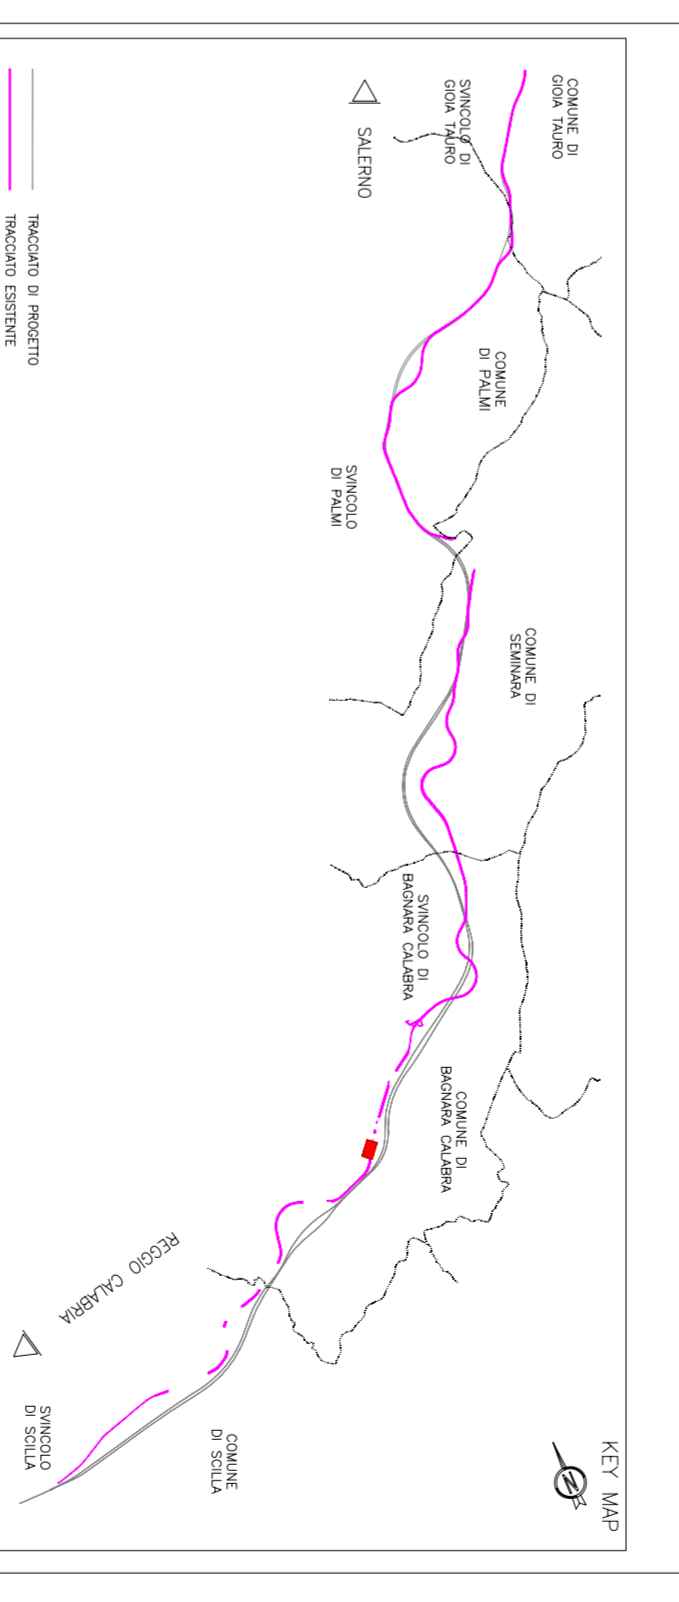 KEY MAP
N
COMUNE DI
GIOIA TAURO
SVINCOLO DI
GIOIA TAURO
SALERNO
COMUNE
DI PALMI
SVINCOLO
DI PALMI
COMUNE DI
SEMINARA
SVINCOLO DI
BAGNARA CALABRA
COMUNE DI
BAGNARA CALABRA
REGGIO CALABRIA
COMUNE
DI SCILLA
SVINCOLO
DI SCILLA
TRACCIATO DI PROGETTO
TRACCIATO ESISTENTE